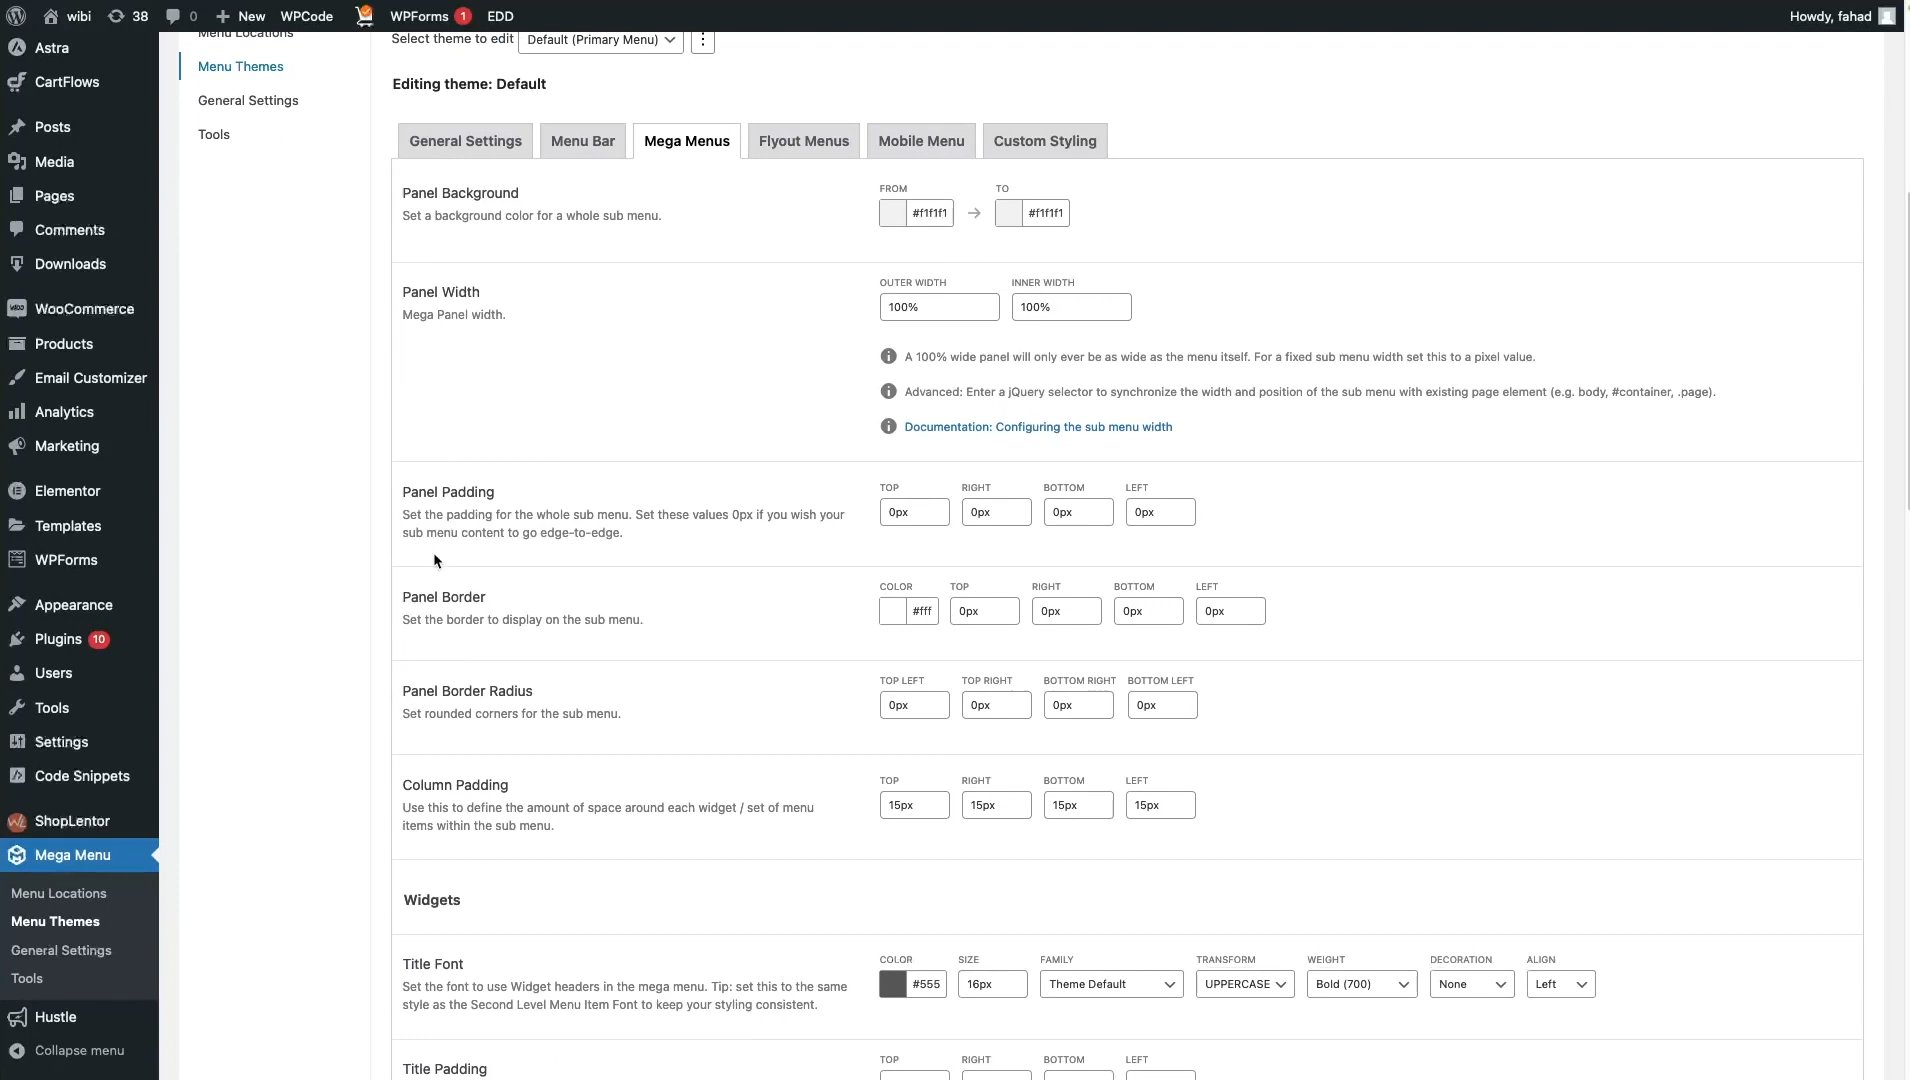 wibi 38 0 New WPCode WPForms 1 EDD Howdy, fahad
Astra
CartFlows
Posts
Media
Pages
Comments
Downloads
WooCommerce
Products
Email Customizer
Analytics
Marketing
Elementor
Templates
WPForms
Appearance
Plugins 10
Users
Tools
Settings
Code Snippets
ShopLentor
Mega Menu
Menu Locations
Menu Themes
General Settings
Tools
Hustle
Collapse menu
Menu Locations
Menu Themes
General Settings
Tools
Select theme to edit Default (Primary Menu)
Editing theme: Default
General Settings Menu Bar Mega Menus Flyout Menus Mobile Menu Custom Styling
Panel Background
Set a background color for a whole sub menu.
FROM TO
#f1f1f1 #f1f1f1
Panel Width
Mega Panel width.
OUTER WIDTH INNER WIDTH
100% 100%
A 100% wide panel will only ever be as wide as the menu itself. For a fixed sub menu width set this to a pixel value.
Advanced: Enter a jQuery selector to synchronize the width and position of the sub menu with existing page element (e.g. body, #container, .page).
Documentation: Configuring the sub menu width
Panel Padding
Set the padding for the whole sub menu. Set these values 0px if you wish your
sub menu content to go edge-to-edge.
TOP RIGHT BOTTOM LEFT
0px 0px 0px 0px
Panel Border
Set the border to display on the sub menu.
COLOR TOP RIGHT BOTTOM LEFT
#fff 0px 0px 0px 0px
Panel Border Radius
Set rounded corners for the sub menu.
TOP LEFT TOP RIGHT BOTTOM RIGHT BOTTOM LEFT
0px 0px 0px 0px
Column Padding
Use this to define the amount of space around each widget / set of menu
items within the sub menu.
TOP RIGHT BOTTOM LEFT
15px 15px 15px 15px
Widgets
Title Font
Set the font to use Widget headers in the mega menu. Tip: set this to the same
style as the Second Level Menu Item Font to keep your styling consistent.
COLOR SIZE FAMILY TRANSFORM WEIGHT DECORATION ALIGN
#555 16px Theme Default UPPERCASE Bold (700) None Left
Title Padding
TOP RIGHT BOTTOM LEFT